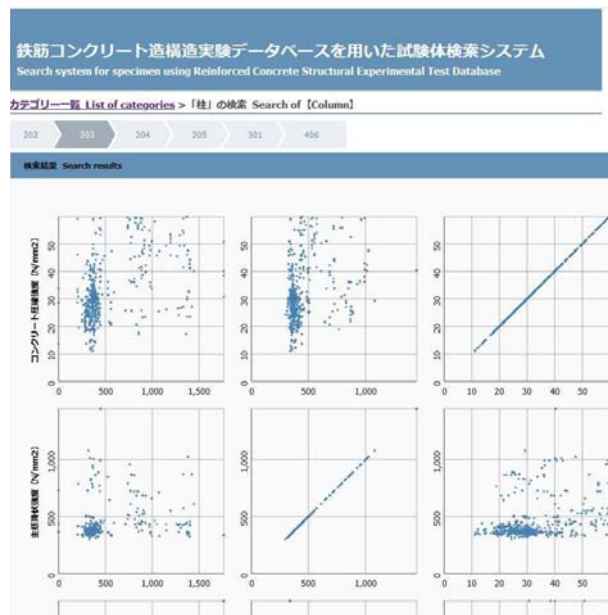 鉄筋コンクリート造構造実験データベースを用いた試験体検索システム
Search system for specimen using Reinforced Concrete Structural Experimental Test Database
カテゴリー一覧 List of categories > 「柱」の検索 Search of【Column】
202 203 204 205 301 406
検索結果 Search results
コンクリート圧縮強度 [N/mm2]
0 10 20 30 40 50
0 500 1,000 1,500
0 10 20 30 40 50
0 500 1,000
0 10 20 30 40 50
0 10 20 30 40 50
主筋降伏強度 [N/mm2]
0 500 1,000
0 500 1,000 1,500
0 500 1,000
0 500 1,000
0 500 1,000
0 10 20 30 40 50